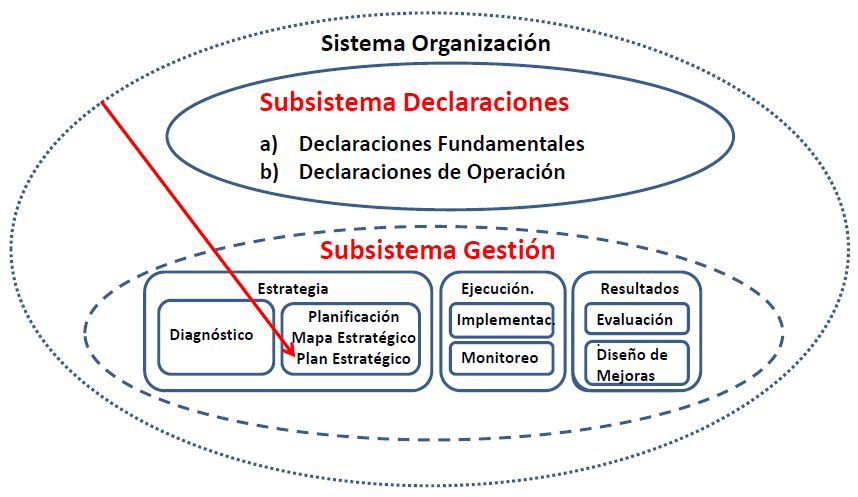 Sistema Organización
Subsistema Declaraciones
a) Declaraciones Fundamentales
b) Declaraciones de Operación
Subsistema Gestión
Estrategia
Diagnóstico
Planificación
Mapa Estratégico
Plan Estratégico
Ejecución.
Implementac.
Monitoreo
Resultados
Evaluación
Diseño de
Mejoras